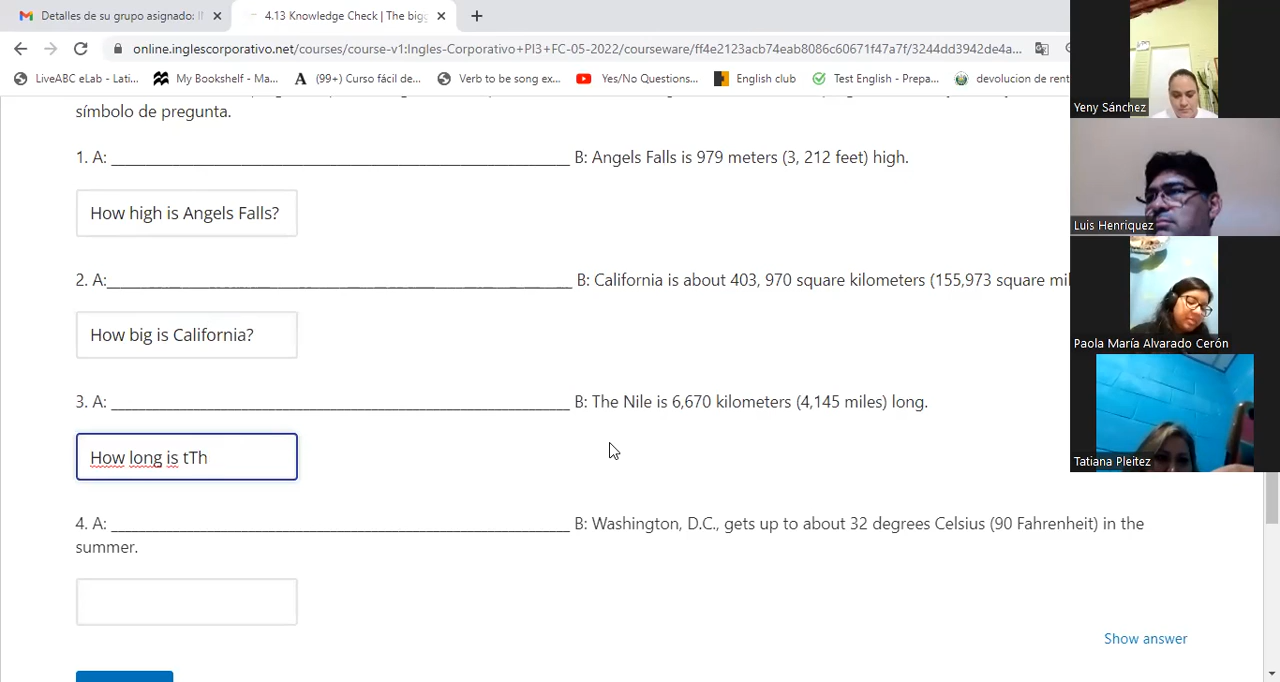 Detalles de su grupo asignado: I
4.13 Knowledge Check | The big
online.inglescorporativo.net/courses/course-v1:Ingles-Corporativo+PI3+FC-05-2022/courseware/ff4e2123acb74eab8086c60671f47a7f/3244dd3942de4a...
LiveABC eLab - Lati... My Bookshelf - Ma... (99+) Curso fácil de... Verb to be song ex... Yes/No Questions... English club Test English - Prepa... devolucion de rent
símbolo de pregunta.
1. A: ______________________________ B: Angels Falls is 979 meters (3, 212 feet) high.
How high is Angels Falls?
2. A:______________________________ B: California is about 403, 970 square kilometers (155,973 square mil
How big is California?
3. A: ______________________________ B: The Nile is 6,670 kilometers (4,145 miles) long.
How long is tTh
4. A: ______________________________ B: Washington, D.C., gets up to about 32 degrees Celsius (90 Fahrenheit) in the
summer.
Show answer
Yeny Sánchez
Luis Henriquez
Paola María Alvarado Cerón
Tatiana Pleitez